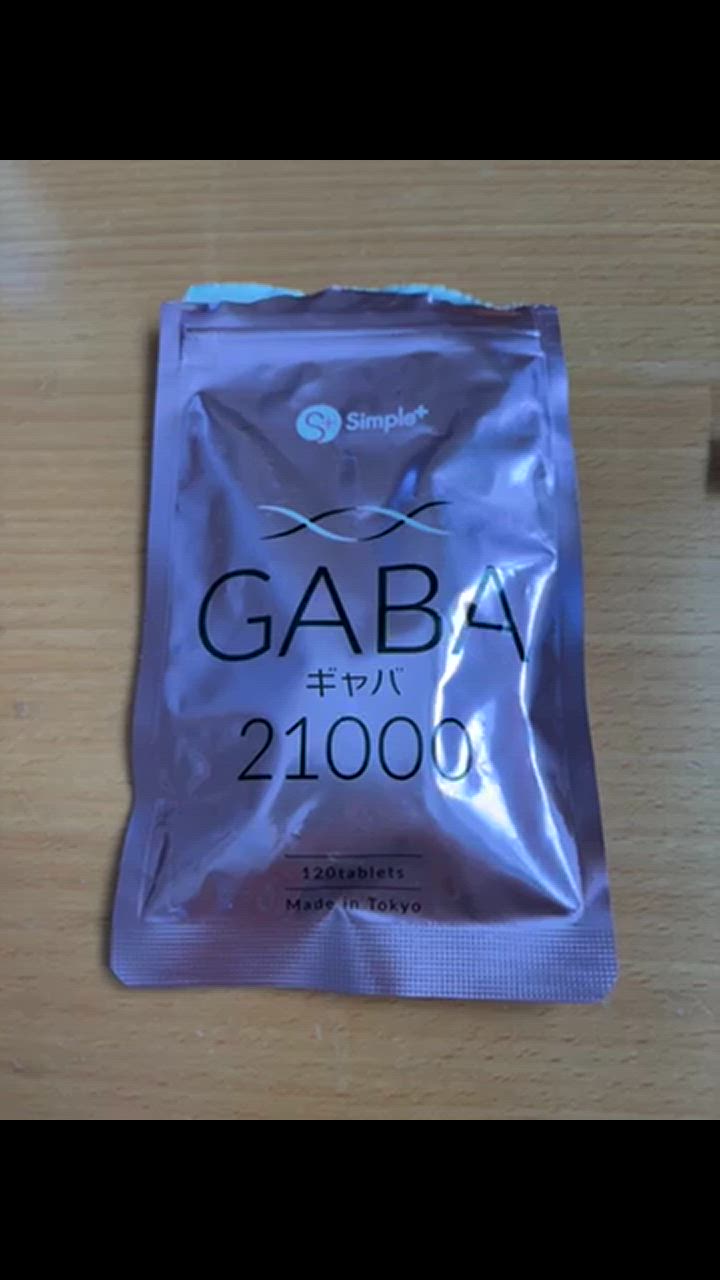 Simple+
GABA
ギャバ
21000
120tablets
Made in Tokyo